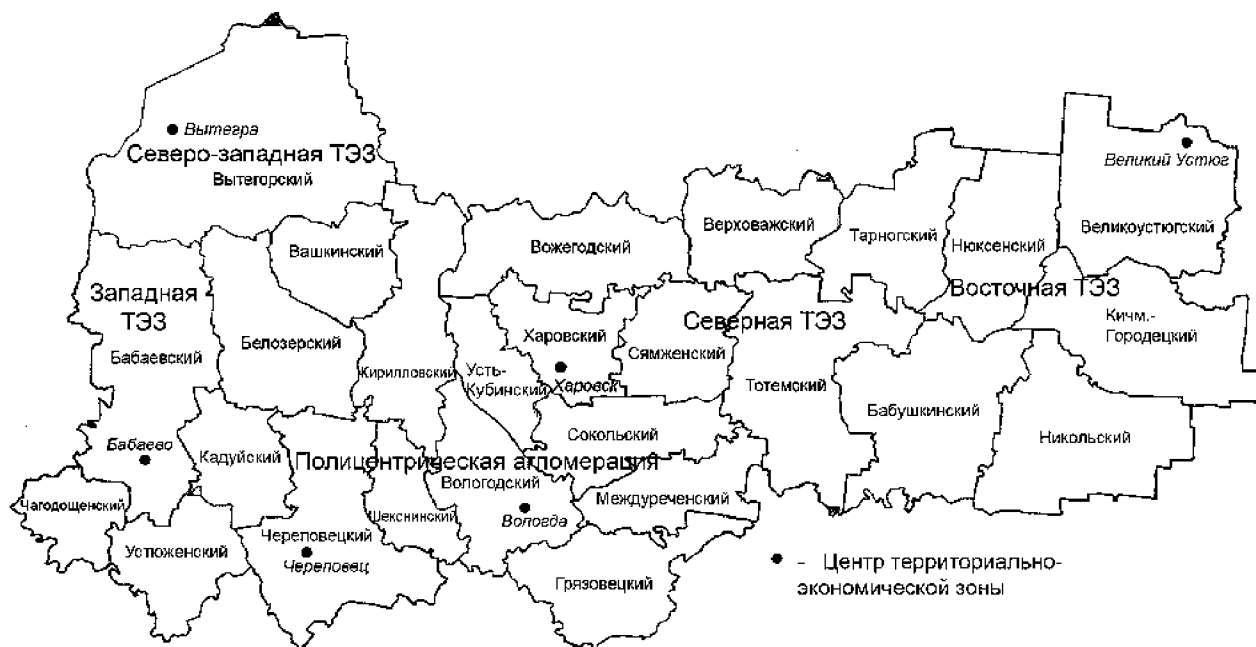 Вытегра
Северо-западная ТЭЗ
Вытегорский
Великий Устюг
Верховажский
Тарногский
Нюксенский
Великоустюгский
Вашкинский
Вожегодский
Западная
ТЭЗ
Бабаевский
Белозерский
Кирилловский
Усть-
Кубинский
Харовский
Харовск
Сямженский
Северная ТЭЗ
Тотемский
Восточная ТЭЗ
Кичм.-
Городецкий
Бабушкинский
Никольский
Бабаево
Кадуйский
Сокольский
Полицентрическая агломерация
Вологодский
Вологда
Междуреченский
Чагодощенский
Устюженский
Череповецкий
Череповец
Шекснинский
Грязовецкий
- Центр территориально-
экономической зоны